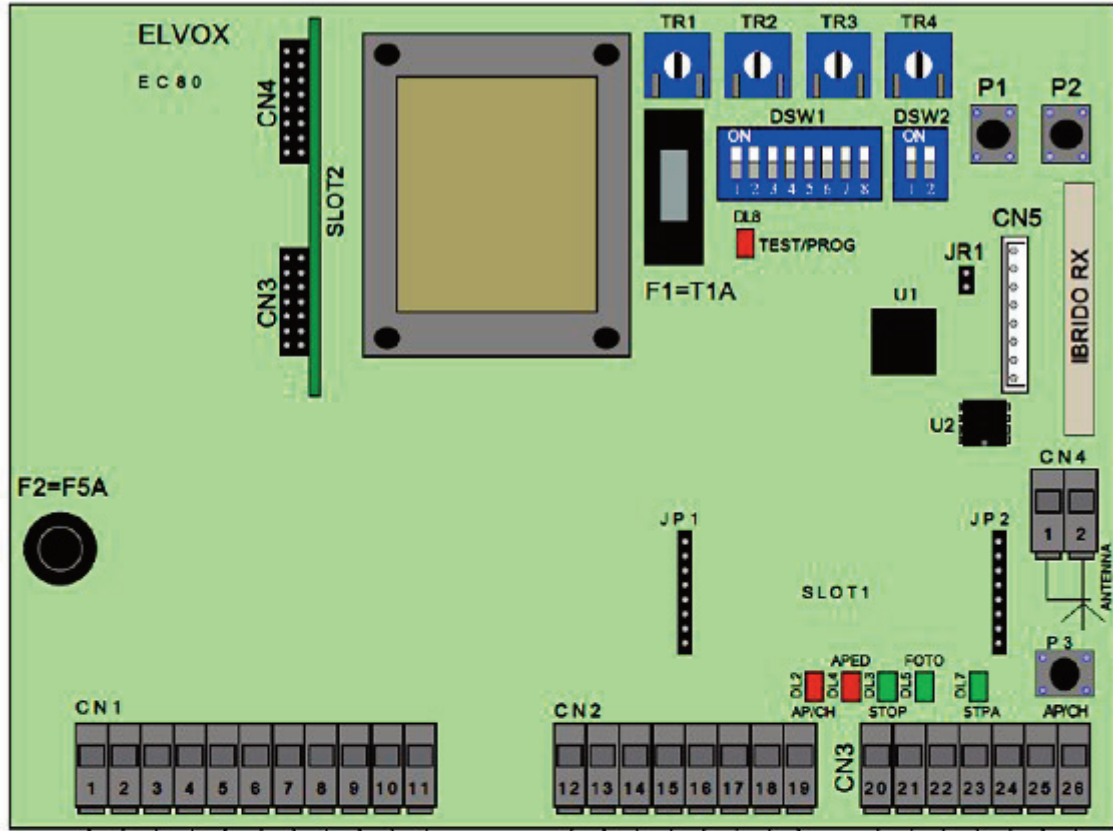 ELVOX
EC80
CN4
CN3
SLOT2
TR1 TR2 TR3 TR4
P1 P2
DSW1 DSW2
ON ON
1 2 3 4 5 6 7 8 1 2
DL8
TEST/PROG
F1=T1A
CN5
JR1
U1
IBRIDO RX
U2
F2=F5A
CN4
1 2
ANTENNA
JP1 JP2
SLOT1
P3
APED FOTO
DL2 DL4 DL3 DL5 DL7
AP/CH STOP STPA AP/CH
CN1 CN2 CN3
1 2 3 4 5 6 7 8 9 10 11 12 13 14 15 16 17 18 19 20 21 22 23 24 25 26